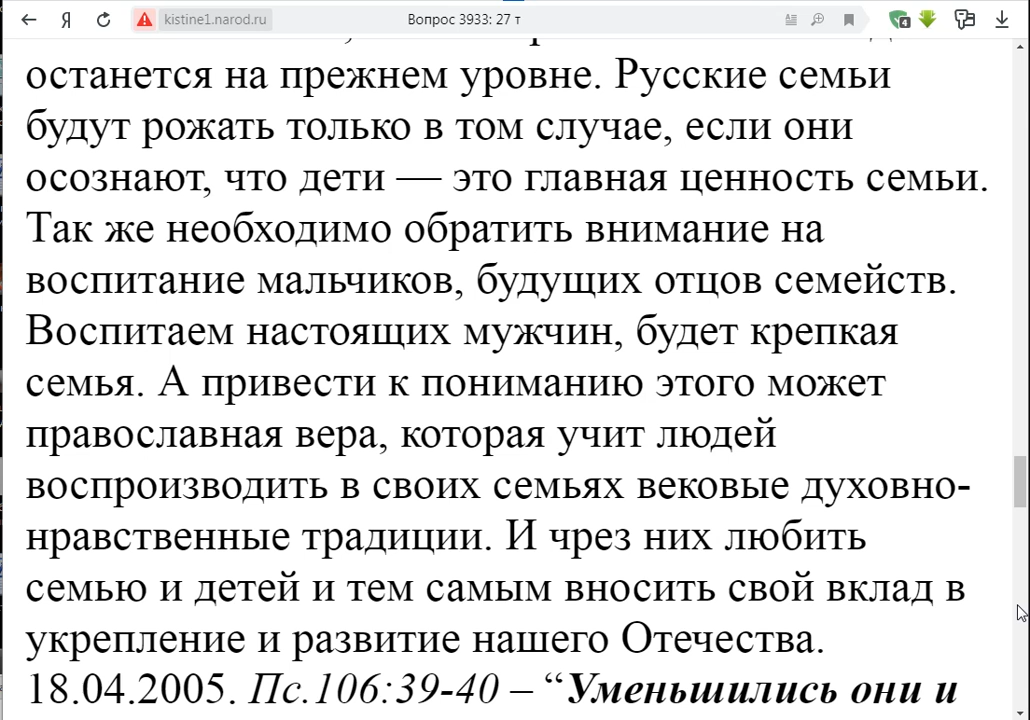 kistine1.narod.ru
Вопрос 3933: 27 т
4
останется на прежнем уровне. Русские семьи
будут рожать только в том случае, если они
осознают, что дети — это главная ценность семьи.
Так же необходимо обратить внимание на
воспитание мальчиков, будущих отцов семейств.
Воспитаем настоящих мужчин, будет крепкая
семья. А привести к пониманию этого может
православная вера, которая учит людей
воспроизводить в своих семьях вековые духовно-
нравственные традиции. И чрез них любить
семью и детей и тем самым вносить свой вклад в
укрепление и развитие нашего Отечества.
18.04.2005. Пс.106:39-40 – “Уменьшились они и